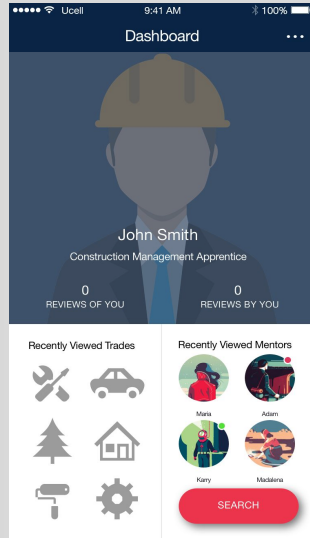 Ucell 9:41 AM 100%
Dashboard
John Smith
Construction Management Apprentice
0 0
REVIEWS OF YOU REVIEWS BY YOU
Recently Viewed Trades
Recently Viewed Mentors
Maria Adam
Karry Madalena
SEARCH